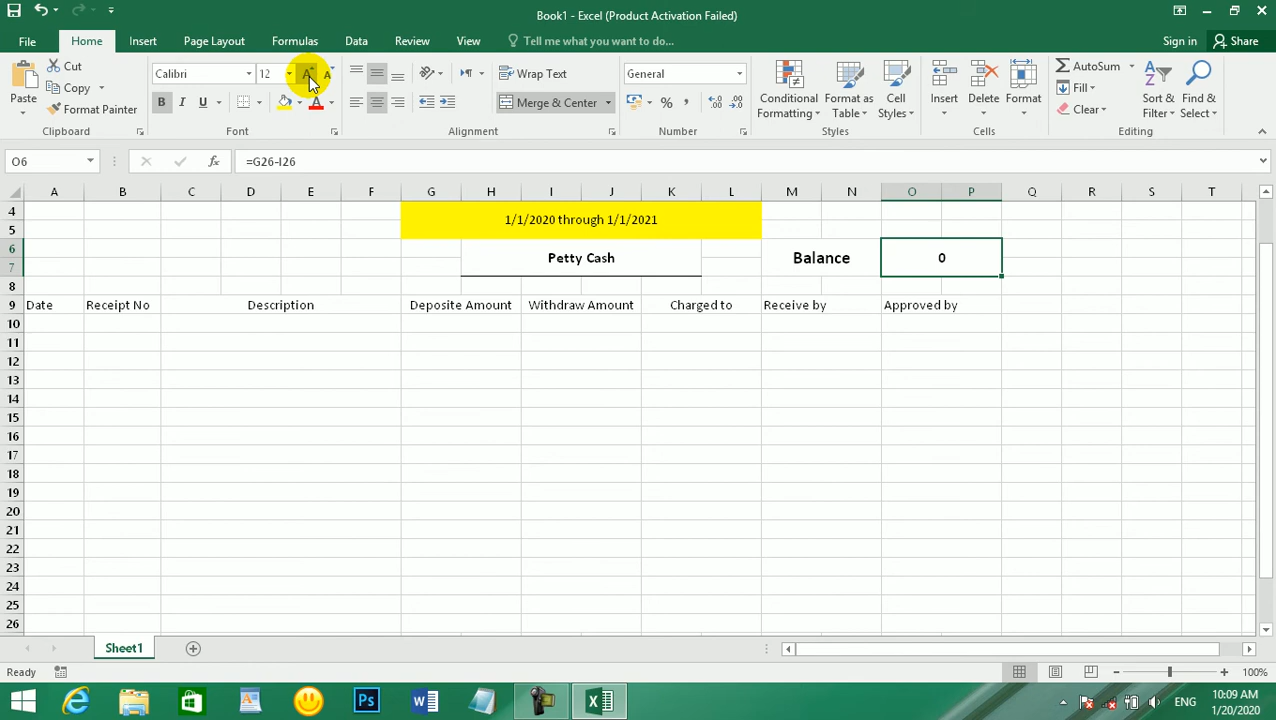 Book1 - Excel (Product Activation Failed)
File Home Insert Page Layout Formulas Data Review View Tell me what you want to do... Sign in Share
Paste Cut Copy Format Painter Clipboard
Calibri 12 B I U A Font
Wrap Text Merge & Center Alignment
General % , Number
Conditional Formatting Format as Table Cell Styles Styles
Insert Delete Format Cells
AutoSum Fill Clear Sort & Filter Find & Select Editing
O6 fx =G26-I26
A B C D E F G H I J K L M N O P Q R S T
4 1/1/2020 through 1/1/2021
5
6 Petty Cash Balance 0
7
8
9 Date Receipt No Description Deposite Amount Withdraw Amount Charged to Receive by Approved by
10
11
12
13
14
15
16
17
18
19
20
21
22
23
24
25
26
Sheet1
Ready 100%
ENG 10:09 AM
1/20/2020